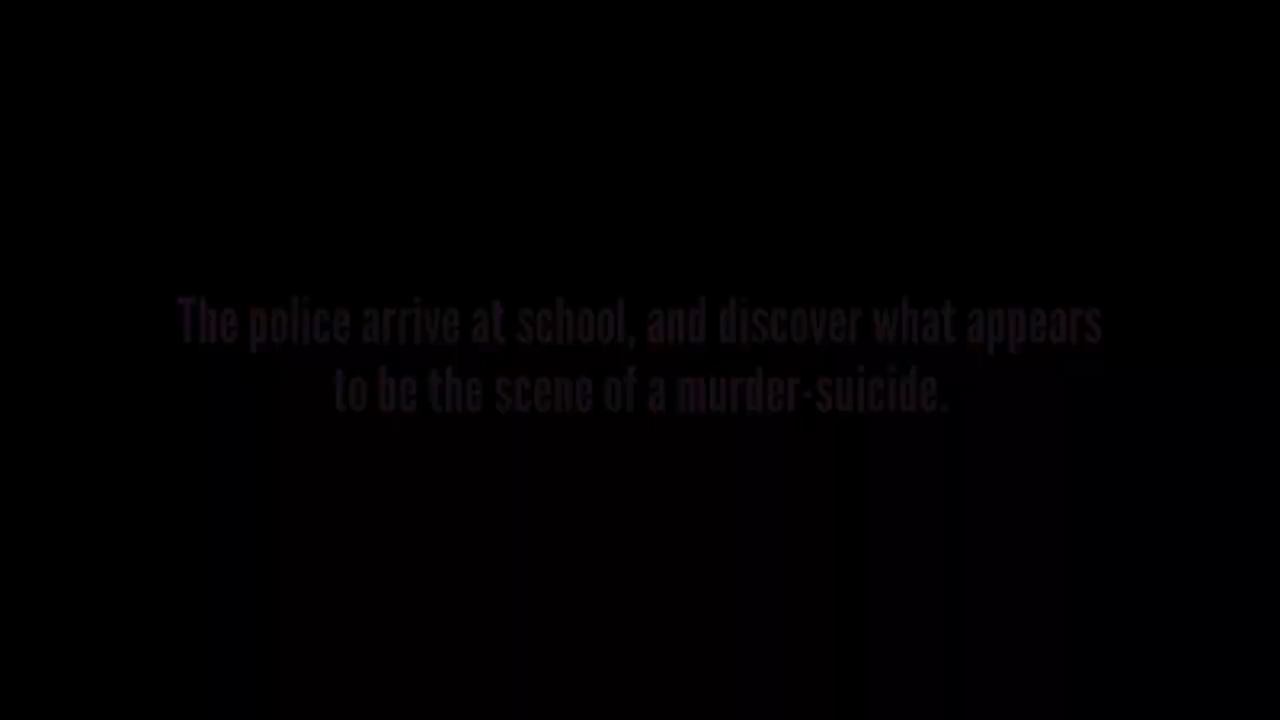 The police arrive at school, and discover what appears
to be the scene of a murder-suicide.